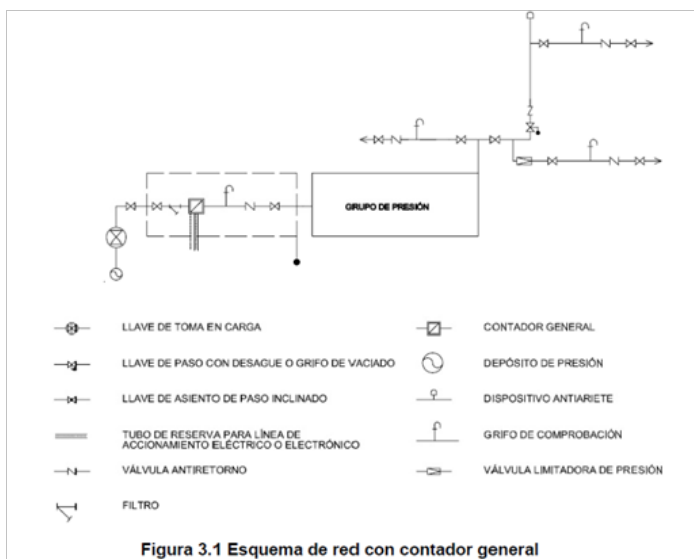 GRUPO DE PRESIÓN
LLAVE DE TOMA EN CARGA
CONTADOR GENERAL
LLAVE DE PASO CON DESAGUE O GRIFO DE VACIADO
DEPÓSITO DE PRESIÓN
LLAVE DE ASIENTO DE PASO INCLINADO
DISPOSITIVO ANTIARIETE
TUBO DE RESERVA PARA LÍNEA DE
ACCIONAMIENTO ELÉCTRICO O ELECTRÓNICO
GRIFO DE COMPROBACIÓN
VÁLVULA ANTIRETORNO
VÁLVULA LIMITADORA DE PRESIÓN
FILTRO
Figura 3.1 Esquema de red con contador general